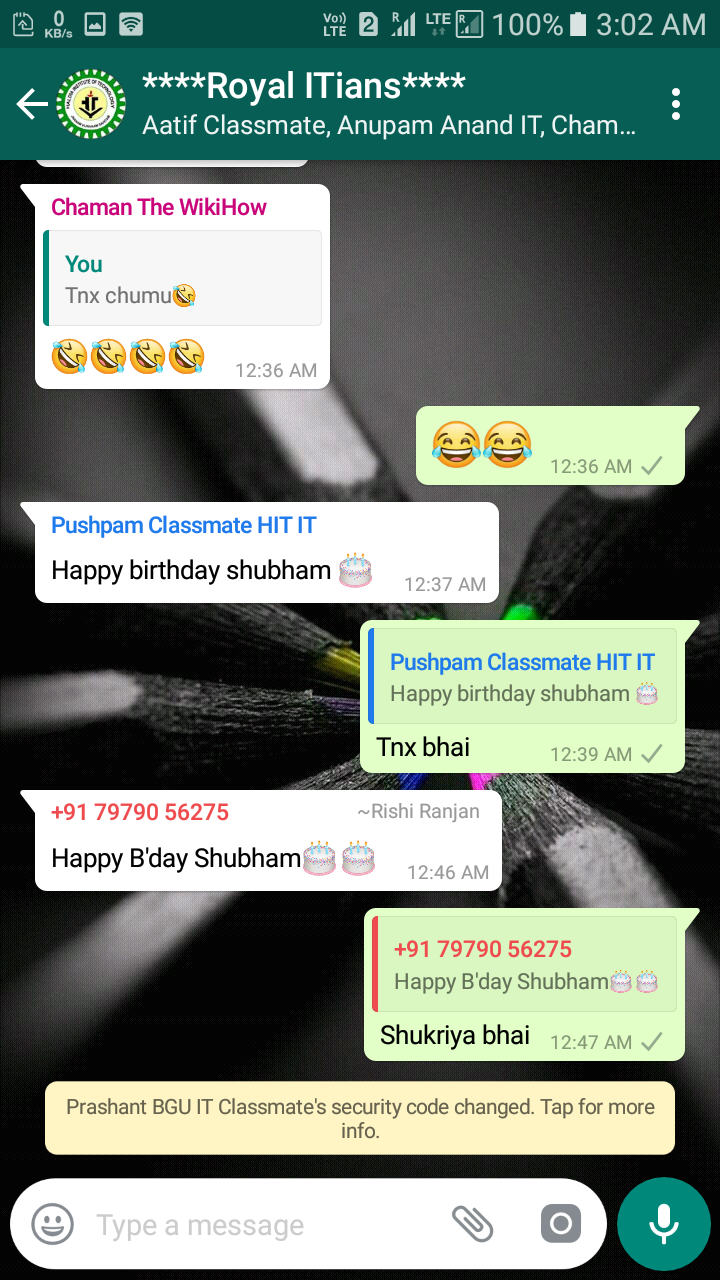 0
KB/s
Vo))
LTE
2
R
LTE
R
100%
3:02 AM
****Royal ITians****
Aatif Classmate, Anupam Anand IT, Cham...
Chaman The WikiHow
You
Tnx chumu🤣
🤣🤣🤣🤣 12:36 AM
😂😂 12:36 AM
Pushpam Classmate HIT IT
Happy birthday shubham 🎂 12:37 AM
Pushpam Classmate HIT IT
Happy birthday shubham 🎂
Tnx bhai 12:39 AM
+91 79790 56275 ~Rishi Ranjan
Happy B'day Shubham🎂🎂 12:46 AM
+91 79790 56275
Happy B'day Shubham🎂🎂
Shukriya bhai 12:47 AM
Prashant BGU IT Classmate's security code changed. Tap for more
info.
Type a message